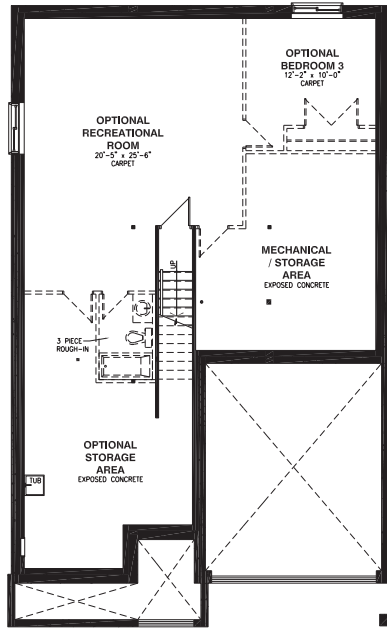 OPTIONAL
BEDROOM 3
12'-2" x 10'-0"
CARPET
OPTIONAL
RECREATIONAL
ROOM
20'-5" x 25'-6"
CARPET
UP
MECHANICAL
/ STORAGE
AREA
EXPOSED CONCRETE
3 PIECE
ROUGH-IN
OPTIONAL
STORAGE
AREA
EXPOSED CONCRETE
TUB